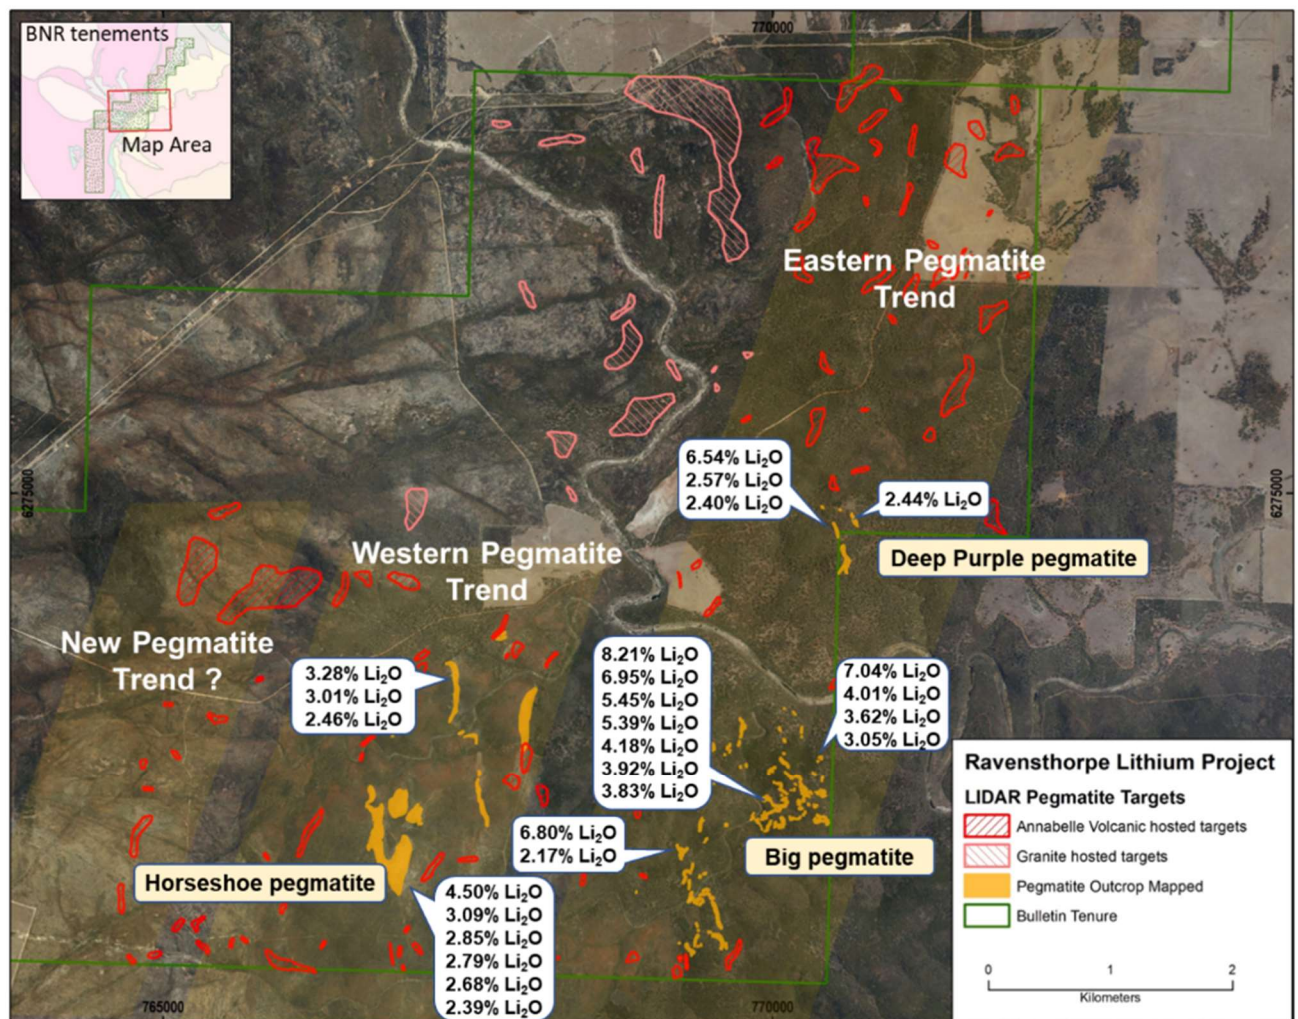 BNR tenements
Map Area
770000
Eastern Pegmatite
Trend
6275000
6275000
6.54% Li₂O
2.57% Li₂O
2.40% Li₂O
2.44% Li₂O
Deep Purple pegmatite
Western Pegmatite
Trend
New Pegmatite
Trend ?
3.28% Li₂O
3.01% Li₂O
2.46% Li₂O
8.21% Li₂O
6.95% Li₂O
5.45% Li₂O
5.39% Li₂O
4.18% Li₂O
3.92% Li₂O
3.83% Li₂O
7.04% Li₂O
4.01% Li₂O
3.62% Li₂O
3.05% Li₂O
6.80% Li₂O
2.17% Li₂O
Big pegmatite
Horseshoe pegmatite
4.50% Li₂O
3.09% Li₂O
2.85% Li₂O
2.79% Li₂O
2.68% Li₂O
2.39% Li₂O
765000
770000
Ravensthorpe Lithium Project
LIDAR Pegmatite Targets
Annabelle Volcanic hosted targets
Granite hosted targets
Pegmatite Outcrop Mapped
Bulletin Tenure
0 1 2
Kilometers